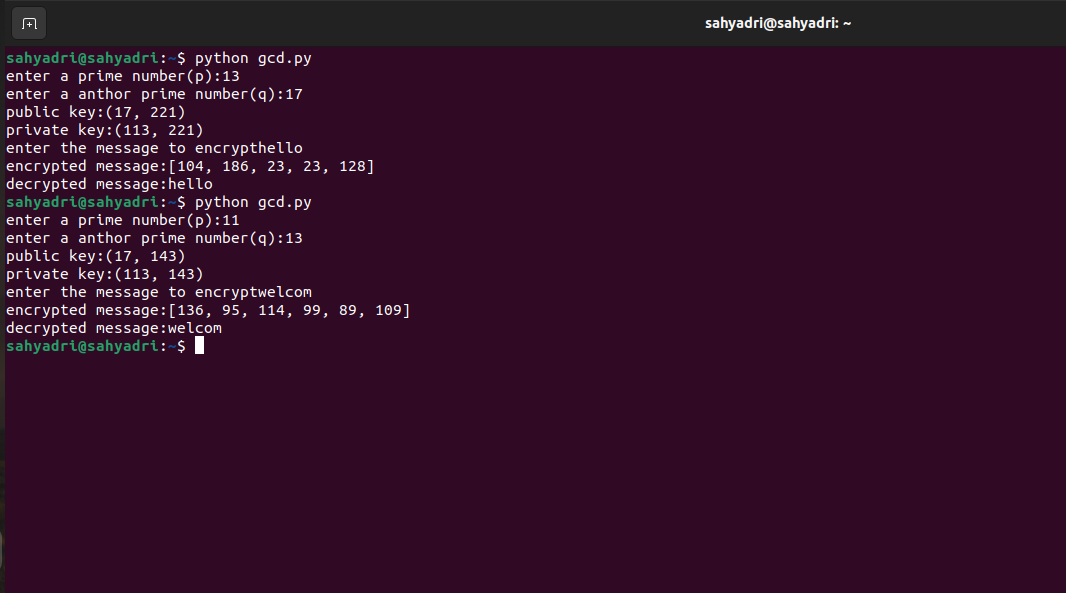 sahyadri@sahyadri: ~
sahyadri@sahyadri:~$ python gcd.py
enter a prime number(p):13
enter a anthor prime number(q):17
public key:(17, 221)
private key:(113, 221)
enter the message to encrypthello
encrypted message:[104, 186, 23, 23, 128]
decrypted message:hello
sahyadri@sahyadri:~$ python gcd.py
enter a prime number(p):11
enter a anthor prime number(q):13
public key:(17, 143)
private key:(113, 143)
enter the message to encryptwelcom
encrypted message:[136, 95, 114, 99, 89, 109]
decrypted message:welcom
sahyadri@sahyadri:~$